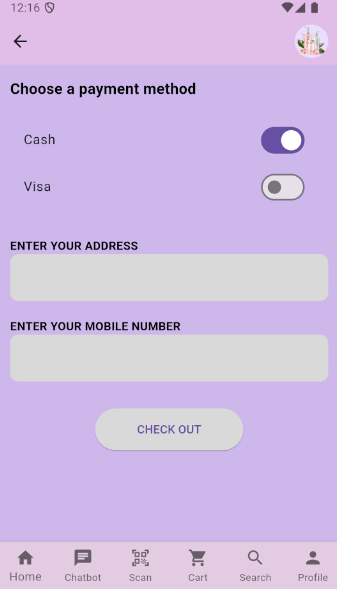 12:16
Choose a payment method
Cash
Visa
ENTER YOUR ADDRESS
ENTER YOUR MOBILE NUMBER
CHECK OUT
Home
Chatbot
Scan
Cart
Search
Profile